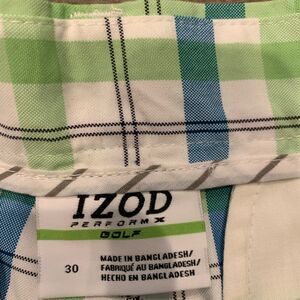 IZOD
PERFORM X
GOLF
30
MADE IN BANGLADESH/
FABRIQUÉ AU BANGLADESH/
HECHO EN BANGLADESH